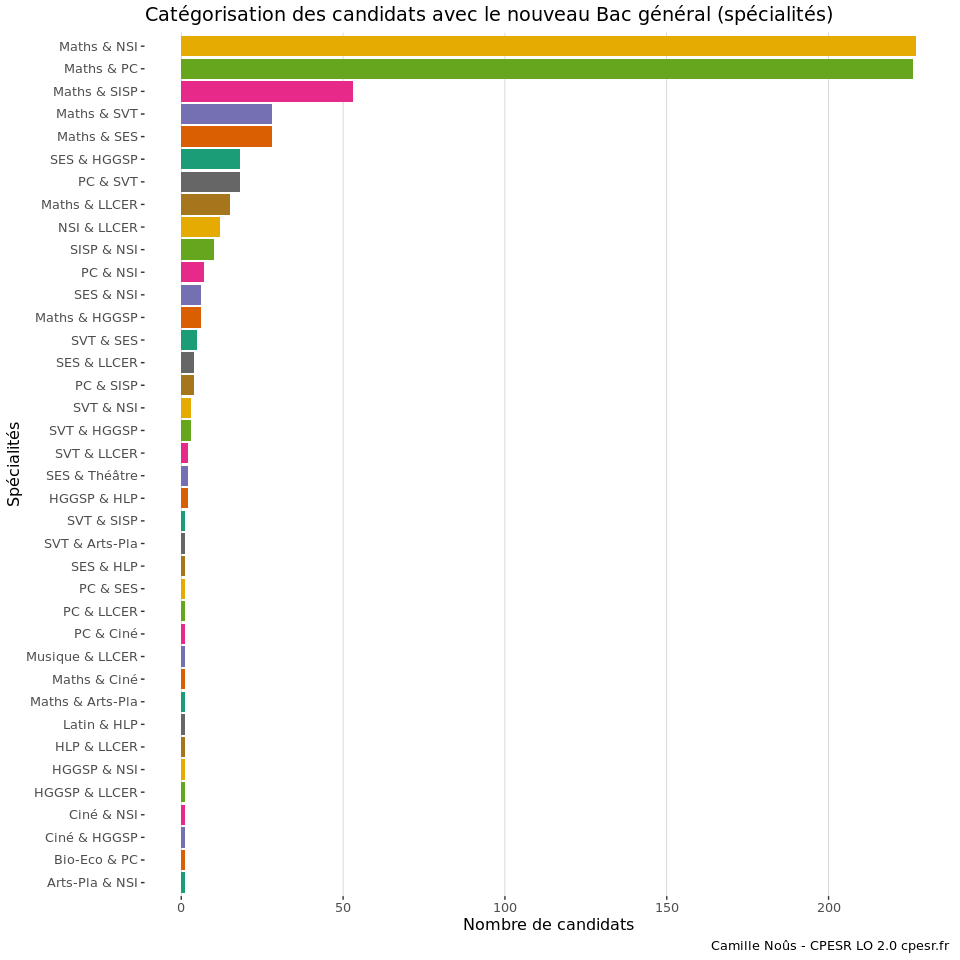 Catégorisation des candidats avec le nouveau Bac général (spécialités)
Maths & NSI
Maths & PC
Maths & SISP
Maths & SVT
Maths & SES
SES & HGGSP
PC & SVT
Maths & LLCER
NSI & LLCER
SISP & NSI
PC & NSI
SES & NSI
Maths & HGGSP
SVT & SES
SES & LLCER
PC & SISP
SVT & NSI
SVT & HGGSP
SVT & LLCER
SES & Théâtre
HGGSP & HLP
SVT & SISP
SVT & Arts-Pla
SES & HLP
PC & SES
PC & LLCER
PC & Ciné
Musique & LLCER
Maths & Ciné
Maths & Arts-Pla
Latin & HLP
HLP & LLCER
HGGSP & NSI
HGGSP & LLCER
Ciné & NSI
Ciné & HGGSP
Bio-Eco & PC
Arts-Pla & NSI
Spécialités
0 50 100 150 200
Nombre de candidats
Camille Noûs - CPESR LO 2.0 cpesr.fr